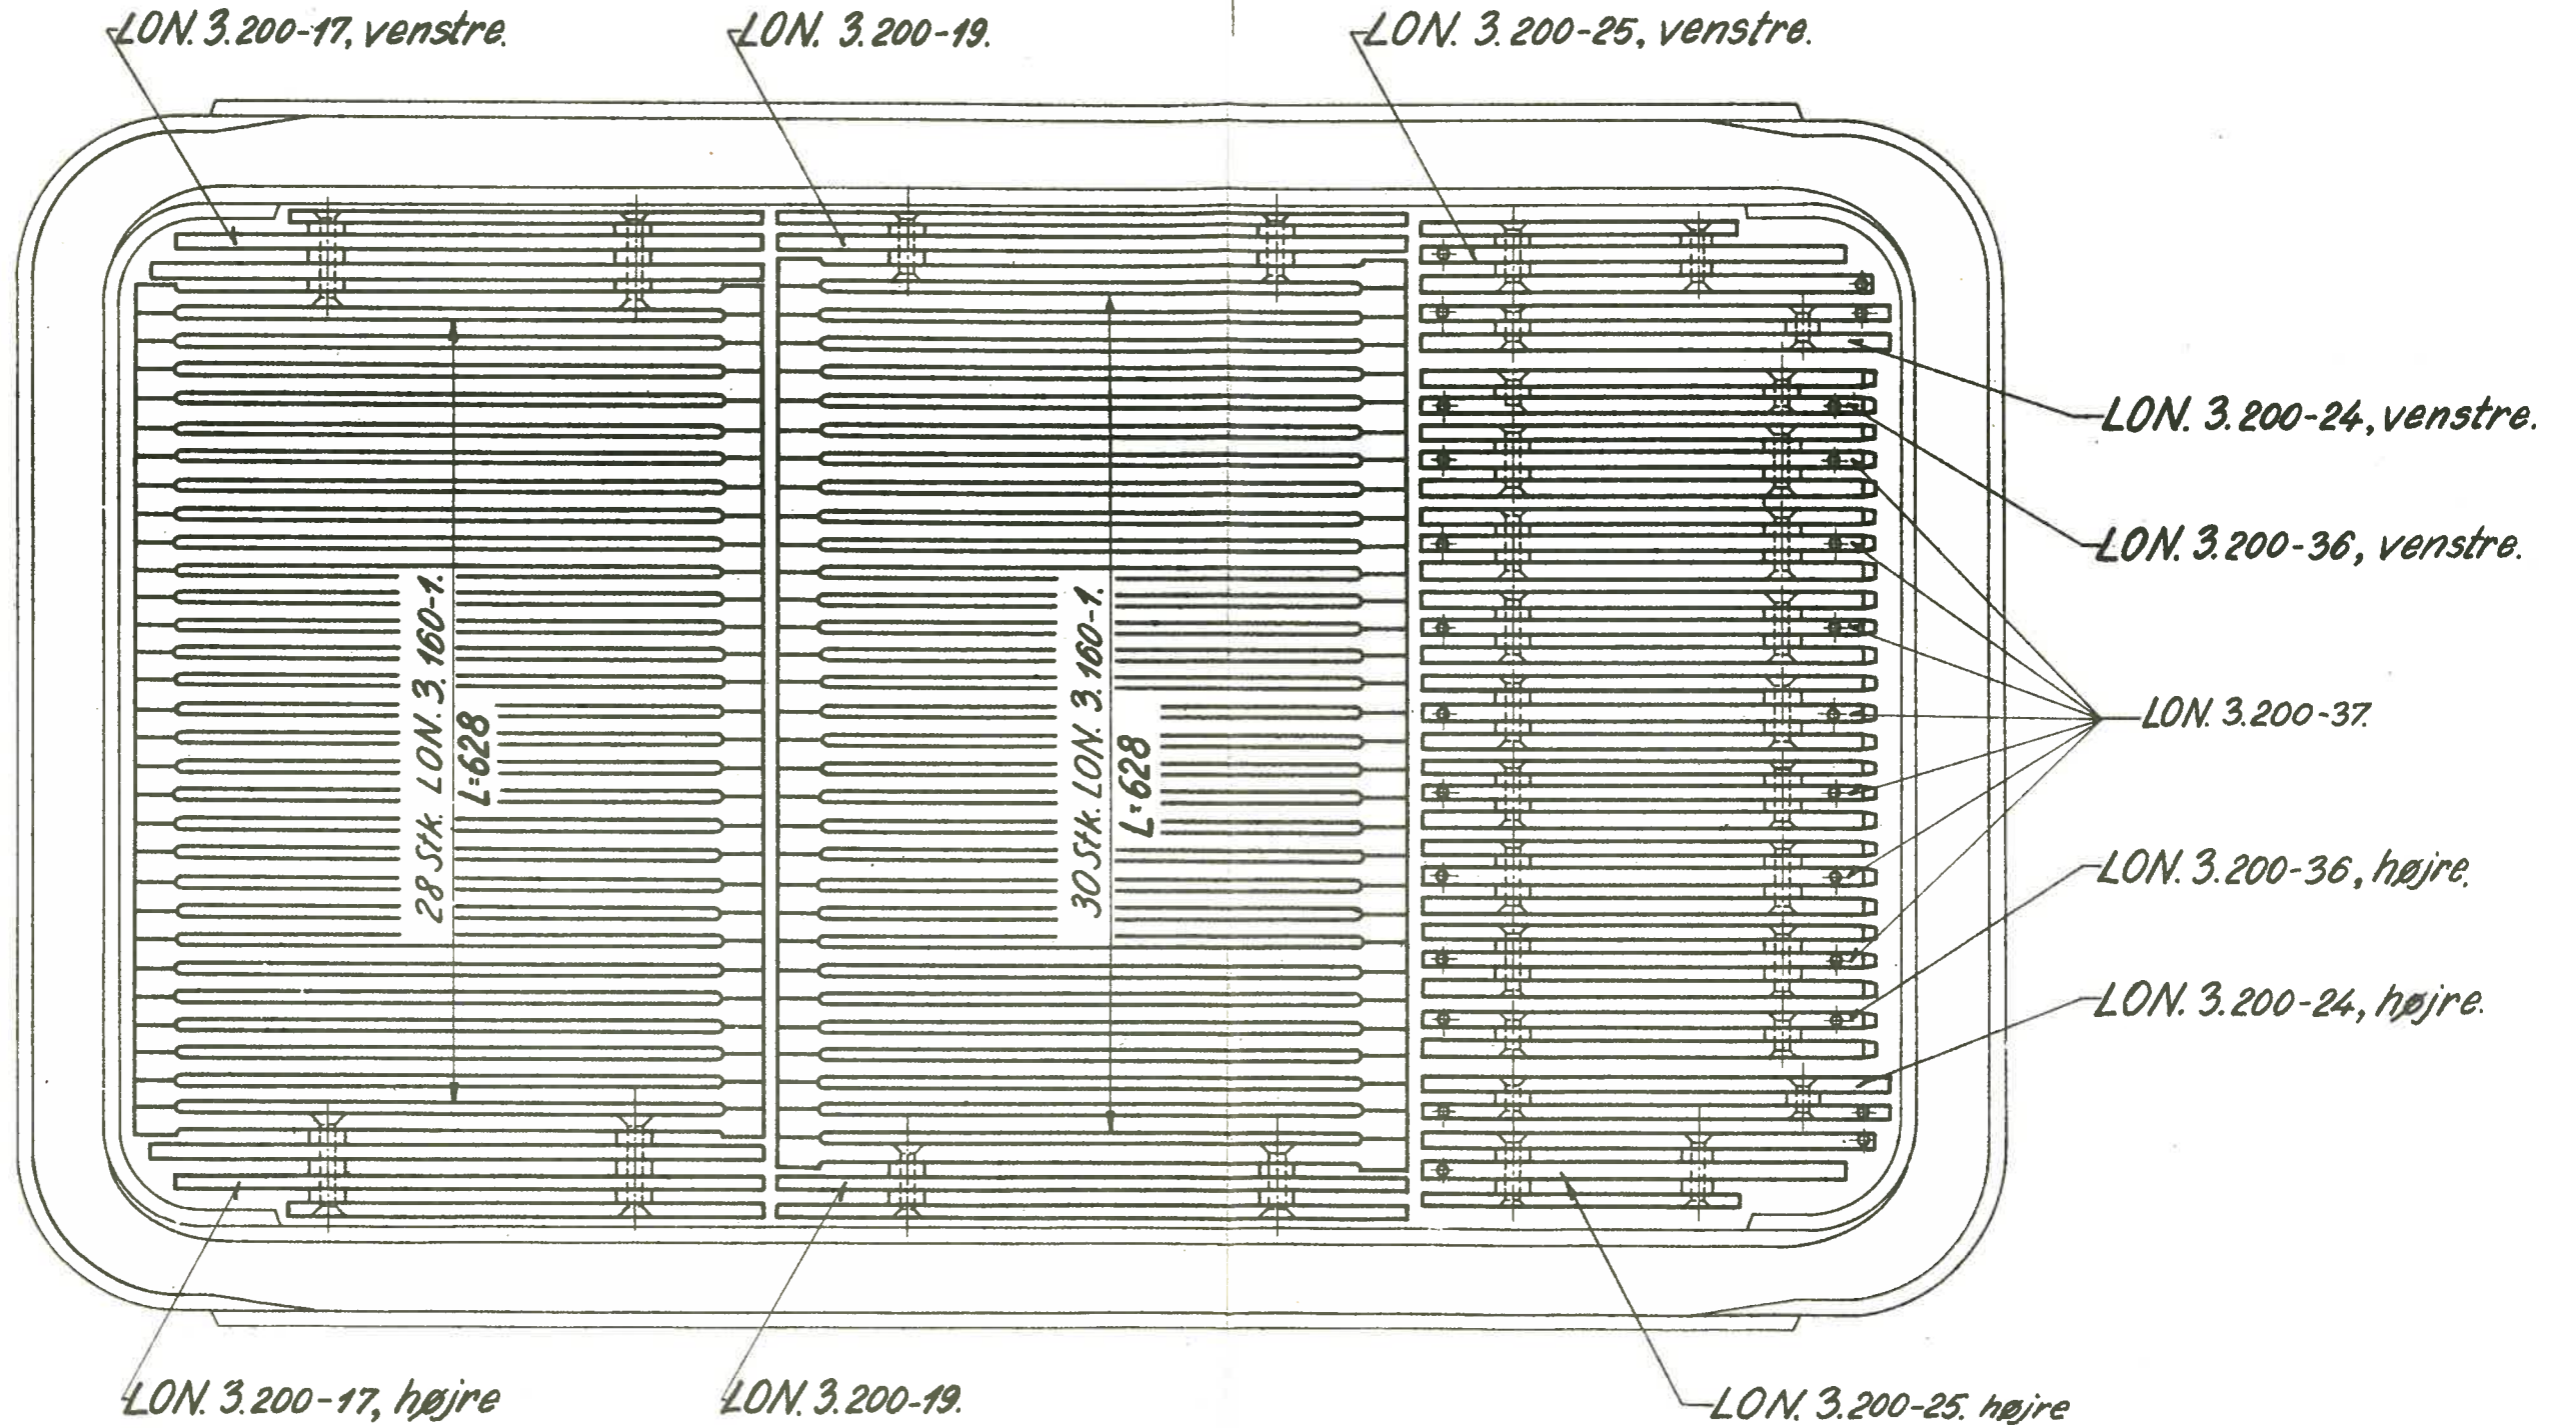 LON. 3.200-17, venstre.
LON. 3.200-19.
LON. 3.200-25, venstre.
LON. 3.200-24, venstre.
LON. 3.200-36, venstre.
28 Stk. LON. 3.160-1.
L=628
30 Stk. LON. 3.160-1.
L=628
LON. 3.200-37.
LON. 3.200-36, højre.
LON. 3.200-24, højre.
LON. 3.200-17, højre
LON. 3.200-19.
LON. 3.200-25. højre